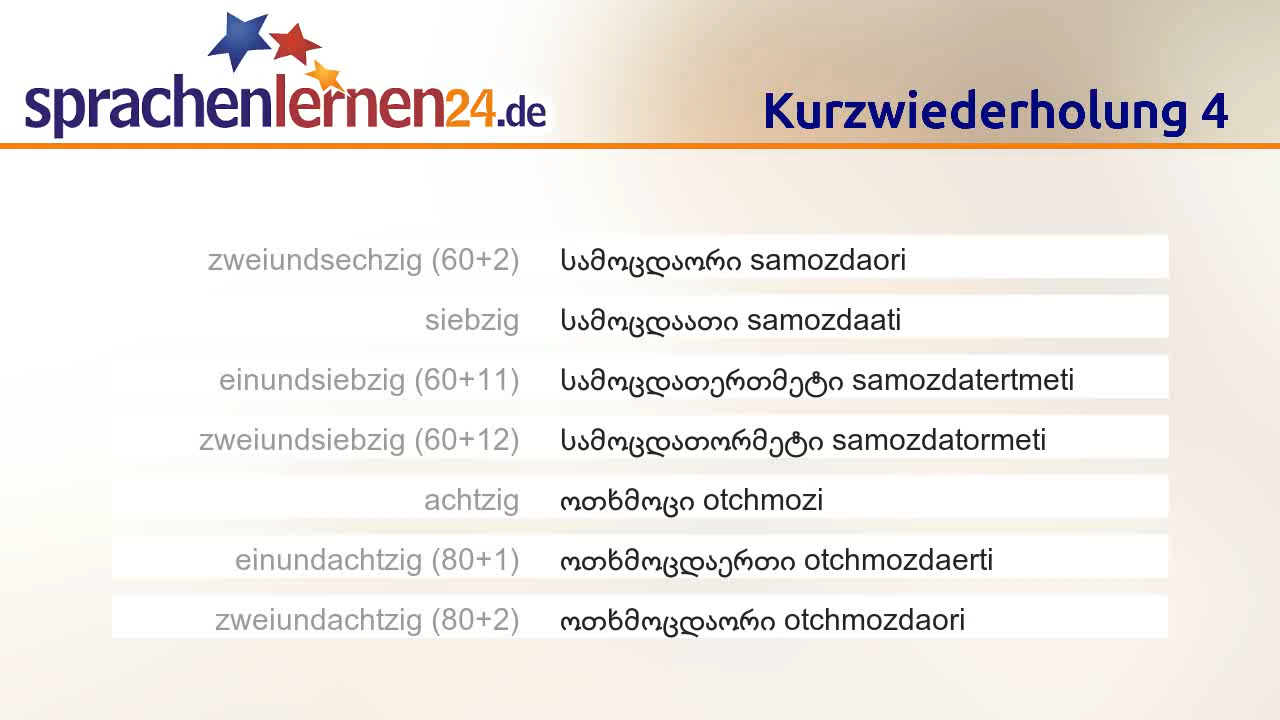 sprachenlernen24.de
Kurzwiederholung 4
zweiundsechzig (60+2) სამოცდაორი samozdaori
siebzig სამოცდაათი samozdaati
einundsiebzig (60+11) სამოცდათერთმეტი samozdatertmeti
zweiundsiebzig (60+12) სამოცდათორმეტი samozdatormeti
achtzig ოთხმოცი otchmozi
einundachtzig (80+1) ოთხმოცდაერთი otchmozdaerti
zweiundachtzig (80+2) ოთხმოცდაორი otchmozdaori